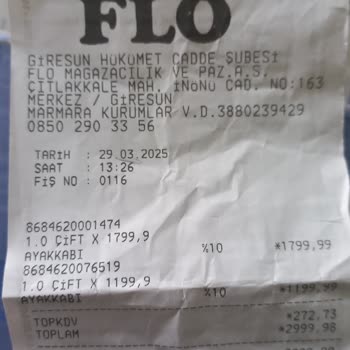 FLO
GİRESUN HÜKÜMET CADDE ŞUBESİ
FLO MAGAZACILIK VE PAZ.A.Ş.
ÇITLAKKALE MAH. İNÖNÜ CAD. NO:163
MERKEZ / GİRESUN
MARMARA KURUMLAR V.D.3880239429
0850 290 33 56
TARİH : 29.03.2025
SAAT : 13:26
FİŞ NO : 0116
8684620001474
1.0 ÇİFT X 1799,9
AYAKKABI %10 *1799,99
8684620076519
1.0 ÇİFT X 1199,9
AYAKKABI %10 *1199,99
TOPKDV *272,73
TOPLAM *2999,98